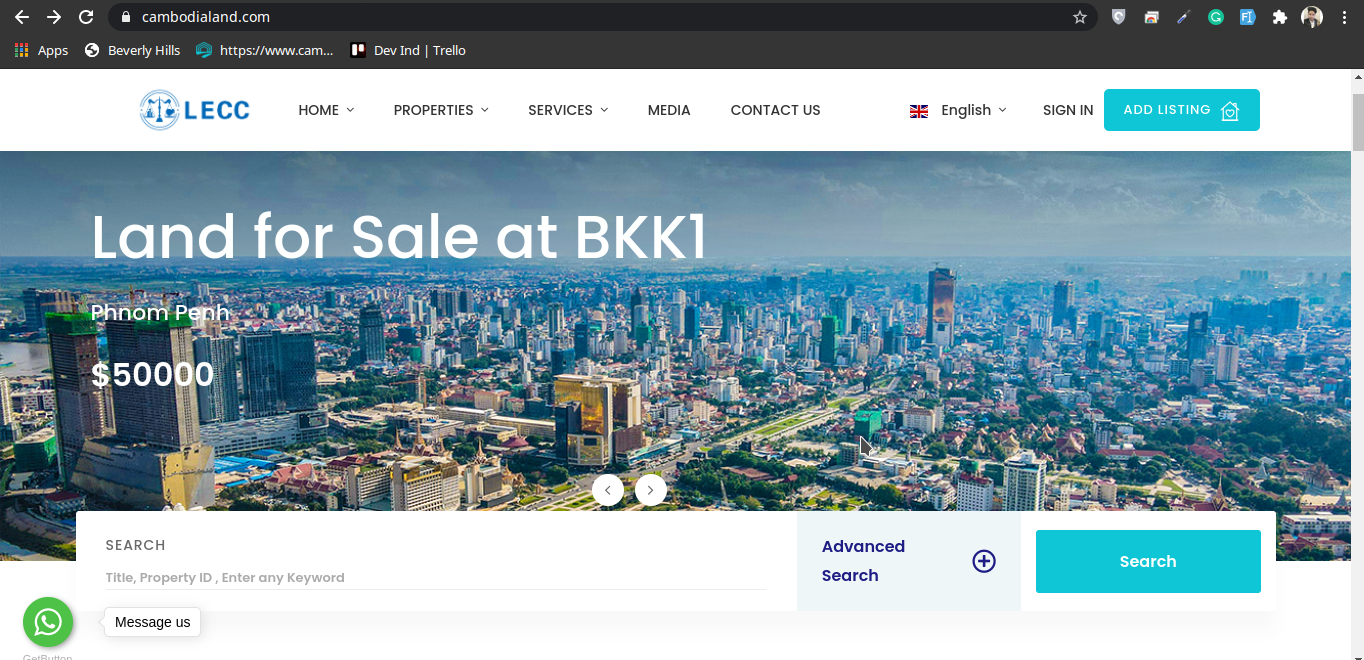 cambodialand.com
Apps Beverly Hills https://www.cam... Dev Ind | Trello
LECC HOME PROPERTIES SERVICES MEDIA CONTACT US English SIGN IN ADD LISTING
Land for Sale at BKK1
Phnom Penh
$50000
SEARCH
Title, Property ID , Enter any Keyword
Advanced
Search
Search
Message us
GetButton